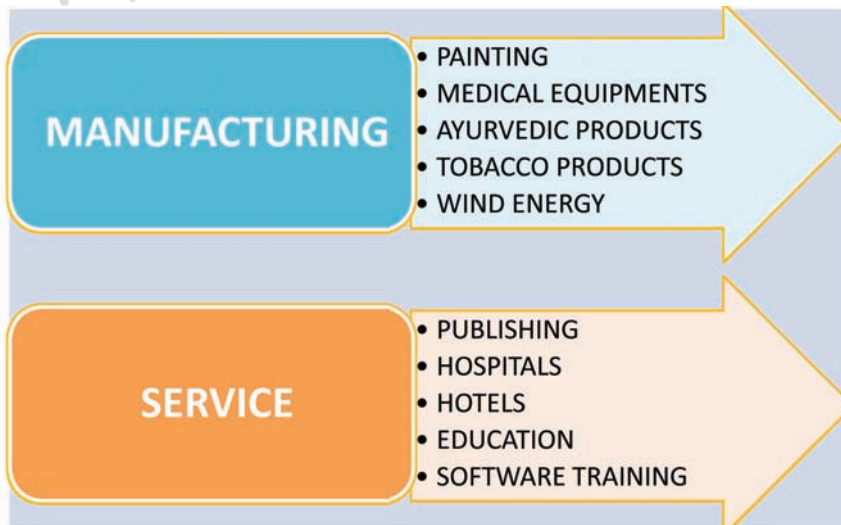 MANUFACTURING
• PAINTING
• MEDICAL EQUIPMENTS
• AYURVEDIC PRODUCTS
• TOBACCO PRODUCTS
• WIND ENERGY
SERVICE
• PUBLISHING
• HOSPITALS
• HOTELS
• EDUCATION
• SOFTWARE TRAINING